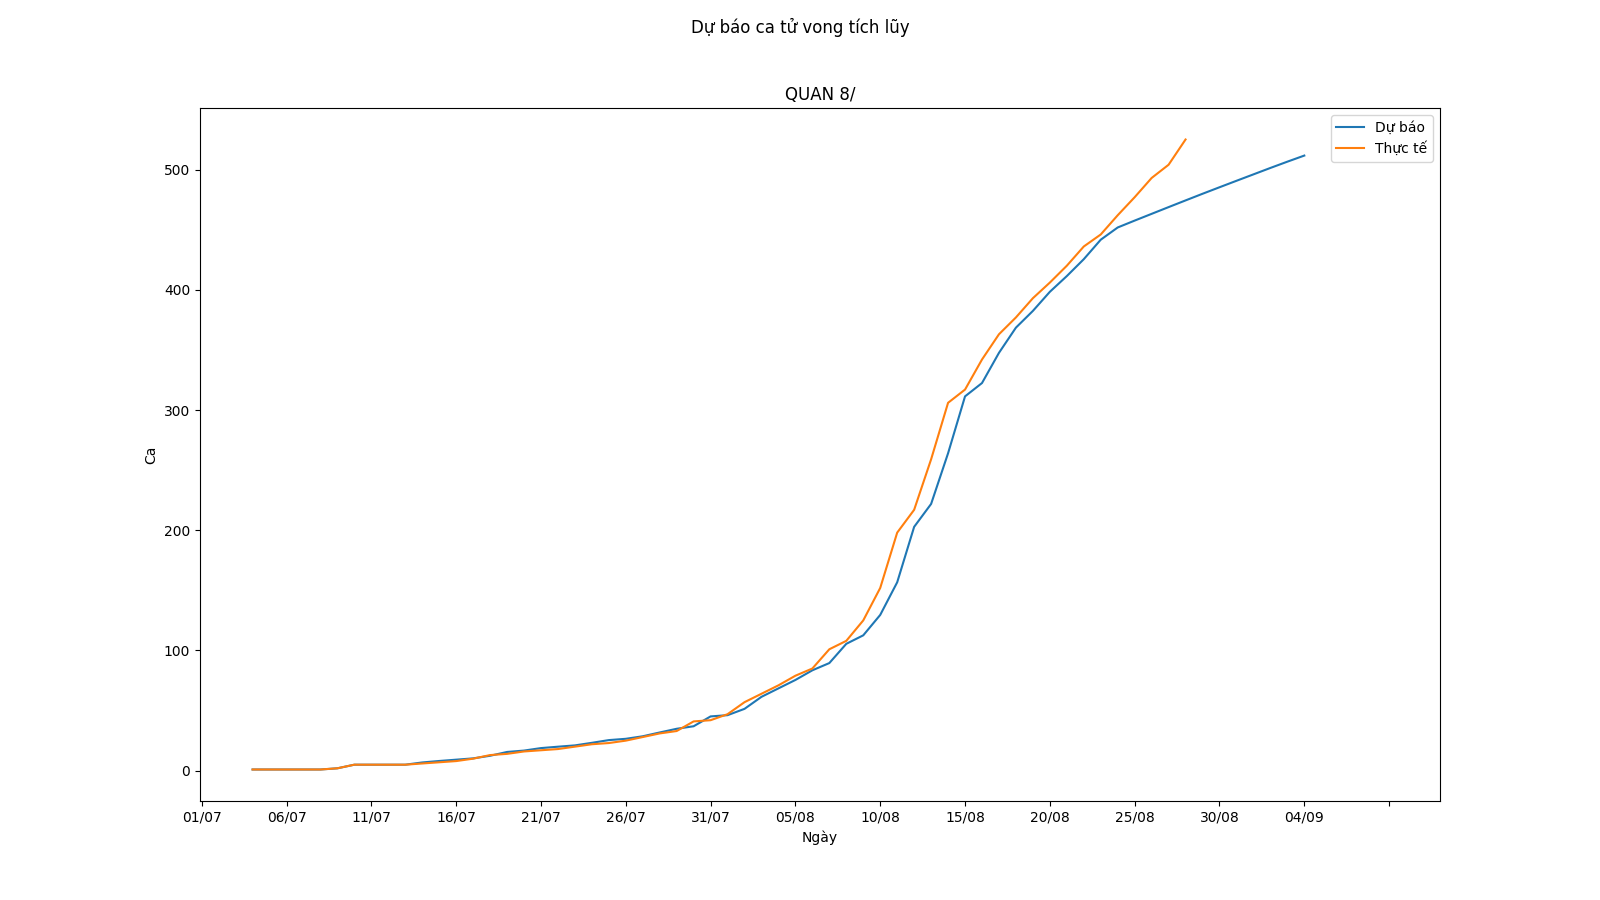 Dự báo ca tử vong tích lũy
QUAN 8/
Dự báo
Thực tế
500
400
300
200
100
0
Ca
01/07 06/07 11/07 16/07 21/07 26/07 31/07 05/08 10/08 15/08 20/08 25/08 30/08 04/09
Ngày